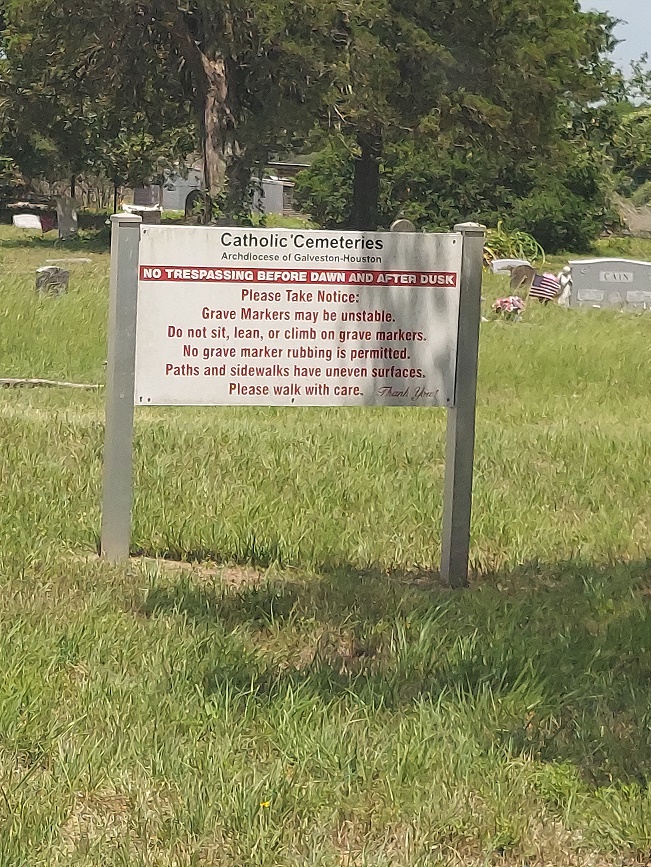 Catholic Cemeteries
Archdiocese of Galveston-Houston
NO TRESPASSING BEFORE DAWN AND AFTER DUSK
Please Take Notice:
Grave Markers may be unstable.
Do not sit, lean, or climb on grave markers.
No grave marker rubbing is permitted.
Paths and sidewalks have uneven surfaces.
Please walk with care. Thank You!
CAIN